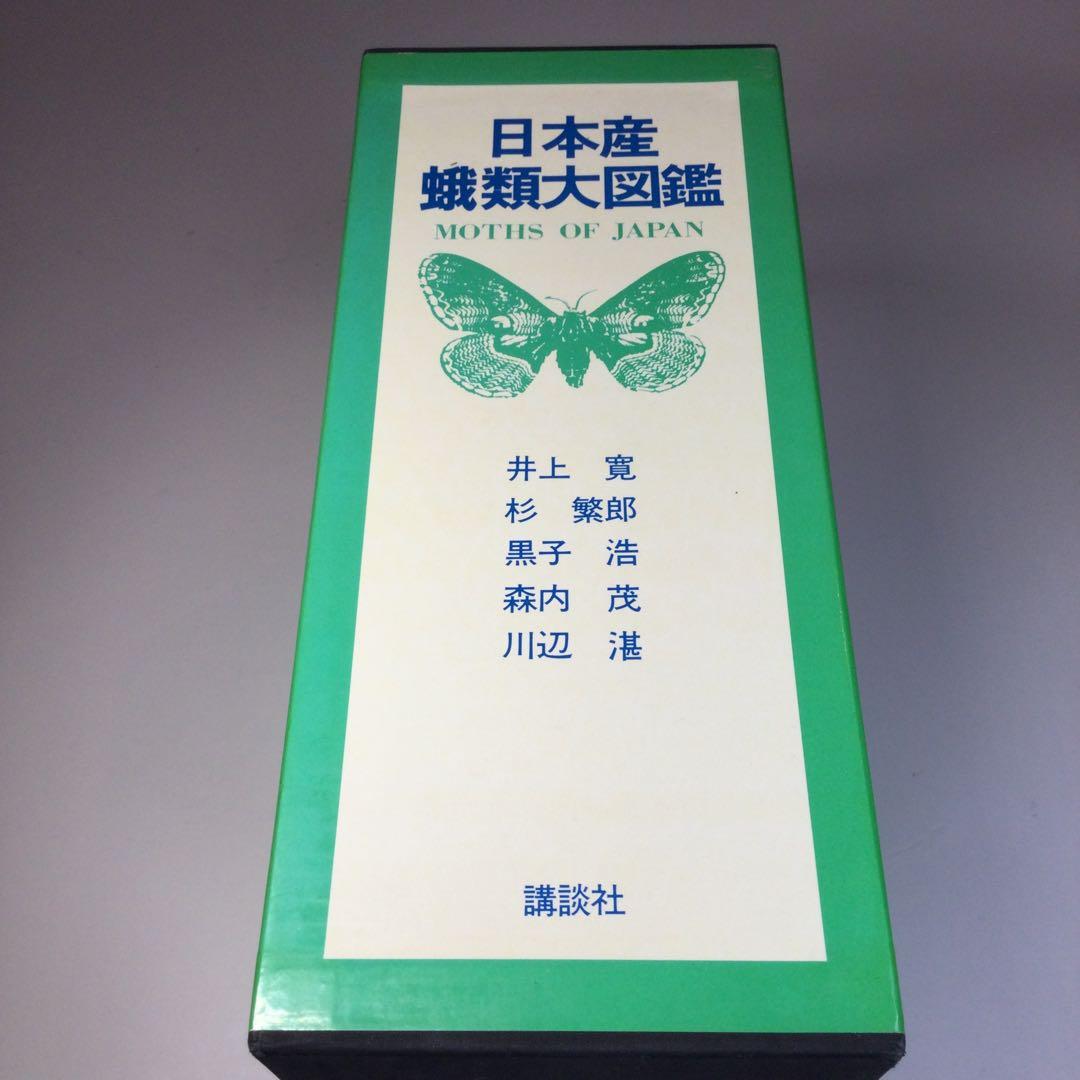 日本産
蛾類大図鑑
MOTHS OF JAPAN
井上 寛
杉 繁郎
黒子 浩
森内 茂
川辺 湛
講談社